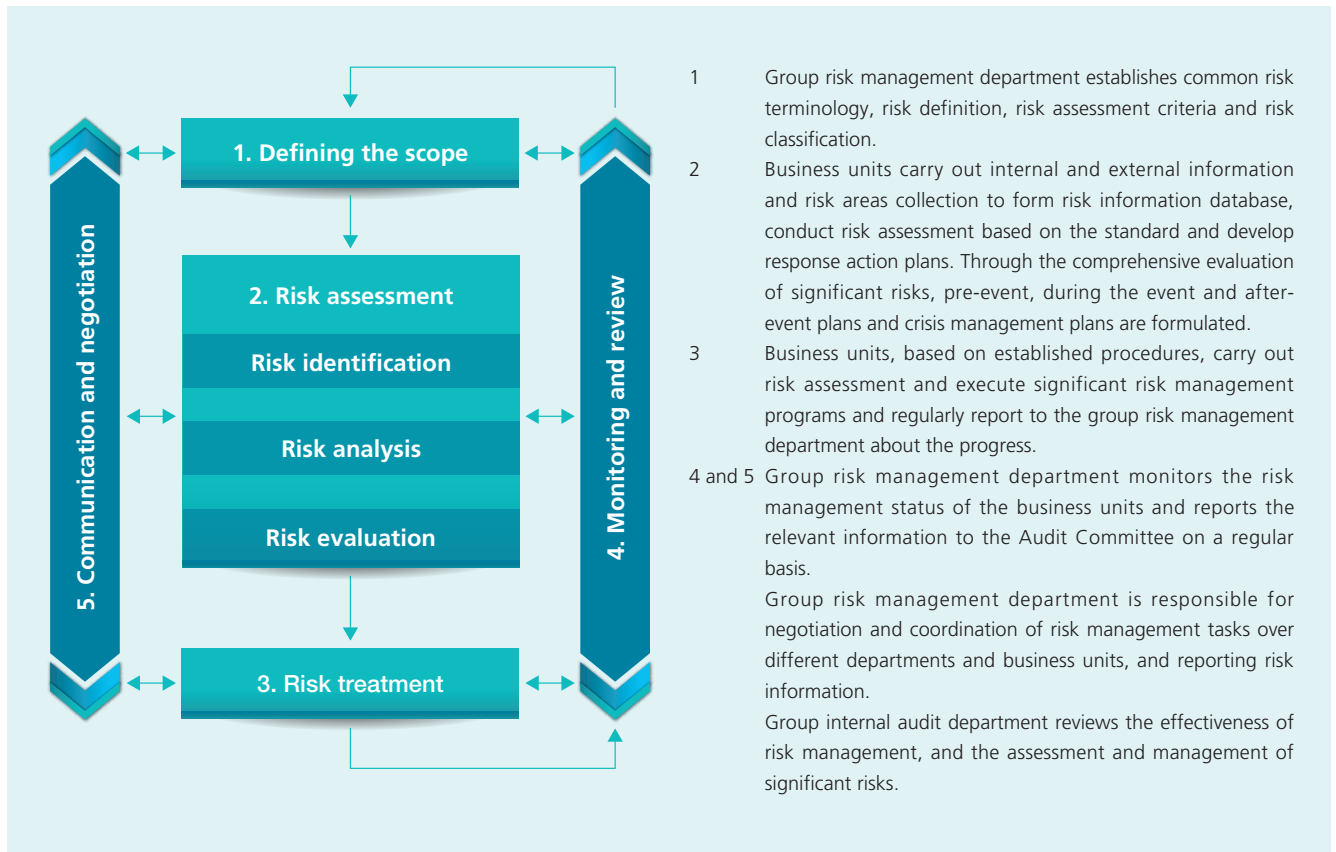 1. Defining the scope
2. Risk assessment
Risk identification
Risk analysis
Risk evaluation
3. Risk treatment
4. Monitoring and review
5. Communication and negotiation
1 Group risk management department establishes common risk
terminology, risk definition, risk assessment criteria and risk
classification.
2 Business units carry out internal and external information
and risk areas collection to form risk information database,
conduct risk assessment based on the standard and develop
response action plans. Through the comprehensive evaluation
of significant risks, pre-event, during the event and after-
event plans and crisis management plans are formulated.
3 Business units, based on established procedures, carry out
risk assessment and execute significant risk management
programs and regularly report to the group risk management
department about the progress.
4 and 5 Group risk management department monitors the risk
management status of the business units and reports the
relevant information to the Audit Committee on a regular
basis.
Group risk management department is responsible for
negotiation and coordination of risk management tasks over
different departments and business units, and reporting risk
information.
Group internal audit department reviews the effectiveness of
risk management, and the assessment and management of
significant risks.